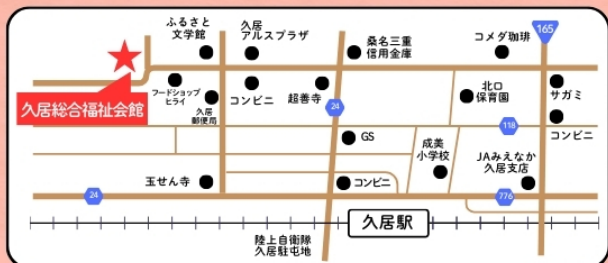 ふるさと
文学館
久居
アルスプラザ
桑名三重
信用金庫
コメダ珈琲
165
フードショップ
ヒライ
久居
郵便局
コンビニ
超善寺
24
北口
保育園
サガミ
久居総合福祉会館
118
コンビニ
GS
成美
小学校
JAみえなか
久居支店
玉せん寺
コンビニ
24
776
久居駅
陸上自衛隊
久居駐屯地